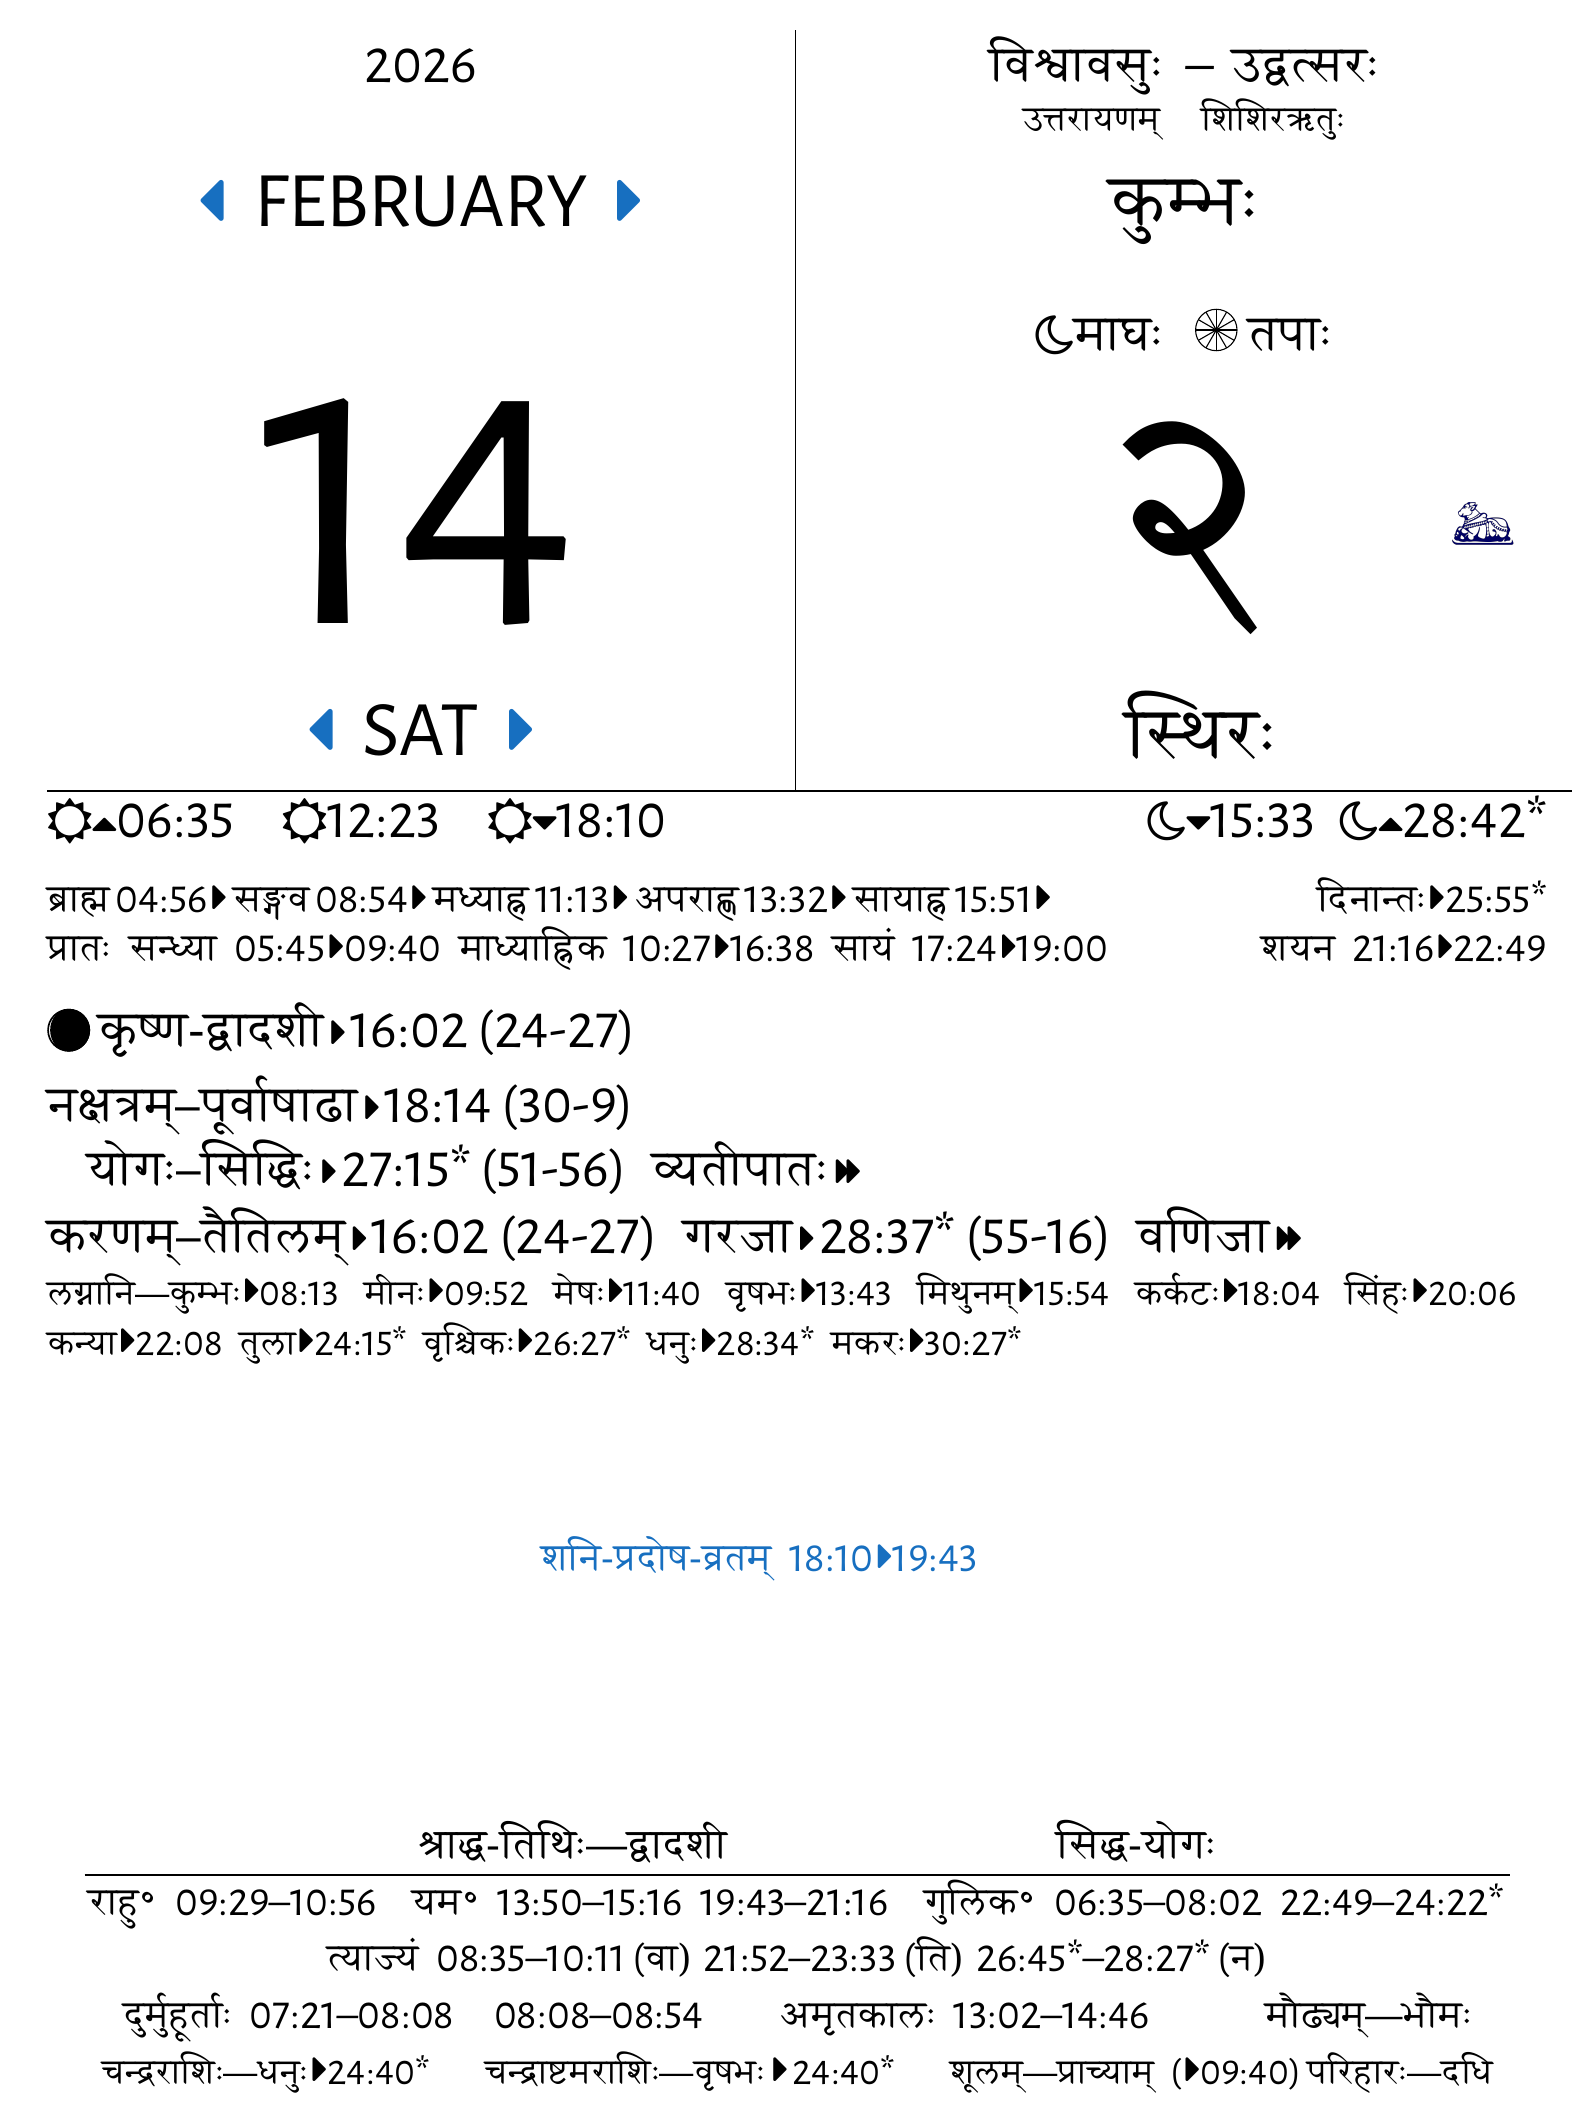 2026
FEBRUARY
14
SAT
विश्वावसुः – उद्वत्सरः
उत्तरायणम् शिशिरऋतुः
कुम्भः
माघः तपाः
२
स्थिरः
06:35 12:23 18:10 15:33 28:42*
ब्राह्म 04:56 सङ्गव 08:54 मध्याह्न 11:13 अपराह्ण 13:32 सायाह्न 15:51 दिनान्तः 25:55*
प्रातः सन्ध्या 05:45 09:40 माध्याह्निक 10:27 16:38 सायं 17:24 19:00 शयन 21:16 22:49
कृष्ण-द्वादशी 16:02 (24-27)
नक्षत्रम्–पूर्वाषाढा 18:14 (30-9)
योगः–सिद्धिः 27:15* (51-56) व्यतीपातः
करणम्–तैतिलम् 16:02 (24-27) गरजा 28:37* (55-16) वणिजा
लग्नानि—कुम्भः 08:13 मीनः 09:52 मेषः 11:40 वृषभः 13:43 मिथुनम् 15:54 कर्कटः 18:04 सिंहः 20:06
कन्या 22:08 तुला 24:15* वृश्चिकः 26:27* धनुः 28:34* मकरः 30:27*
शनि-प्रदोष-व्रतम् 18:10 19:43
श्राद्ध-तिथिः—द्वादशी सिद्ध-योगः
राहु॰ 09:29–10:56 यम॰ 13:50–15:16 19:43–21:16 गुलिक॰ 06:35–08:02 22:49–24:22*
त्याज्यं 08:35–10:11 (वा) 21:52–23:33 (ति) 26:45*–28:27* (न)
दुर्मुहूर्ताः 07:21–08:08 08:08–08:54 अमृतकालः 13:02–14:46 मौढ्यम्—भौमः
चन्द्रराशिः—धनुः 24:40* चन्द्राष्टमराशिः—वृषभः 24:40* शूलम्—प्राच्याम् (09:40) परिहारः—दधि